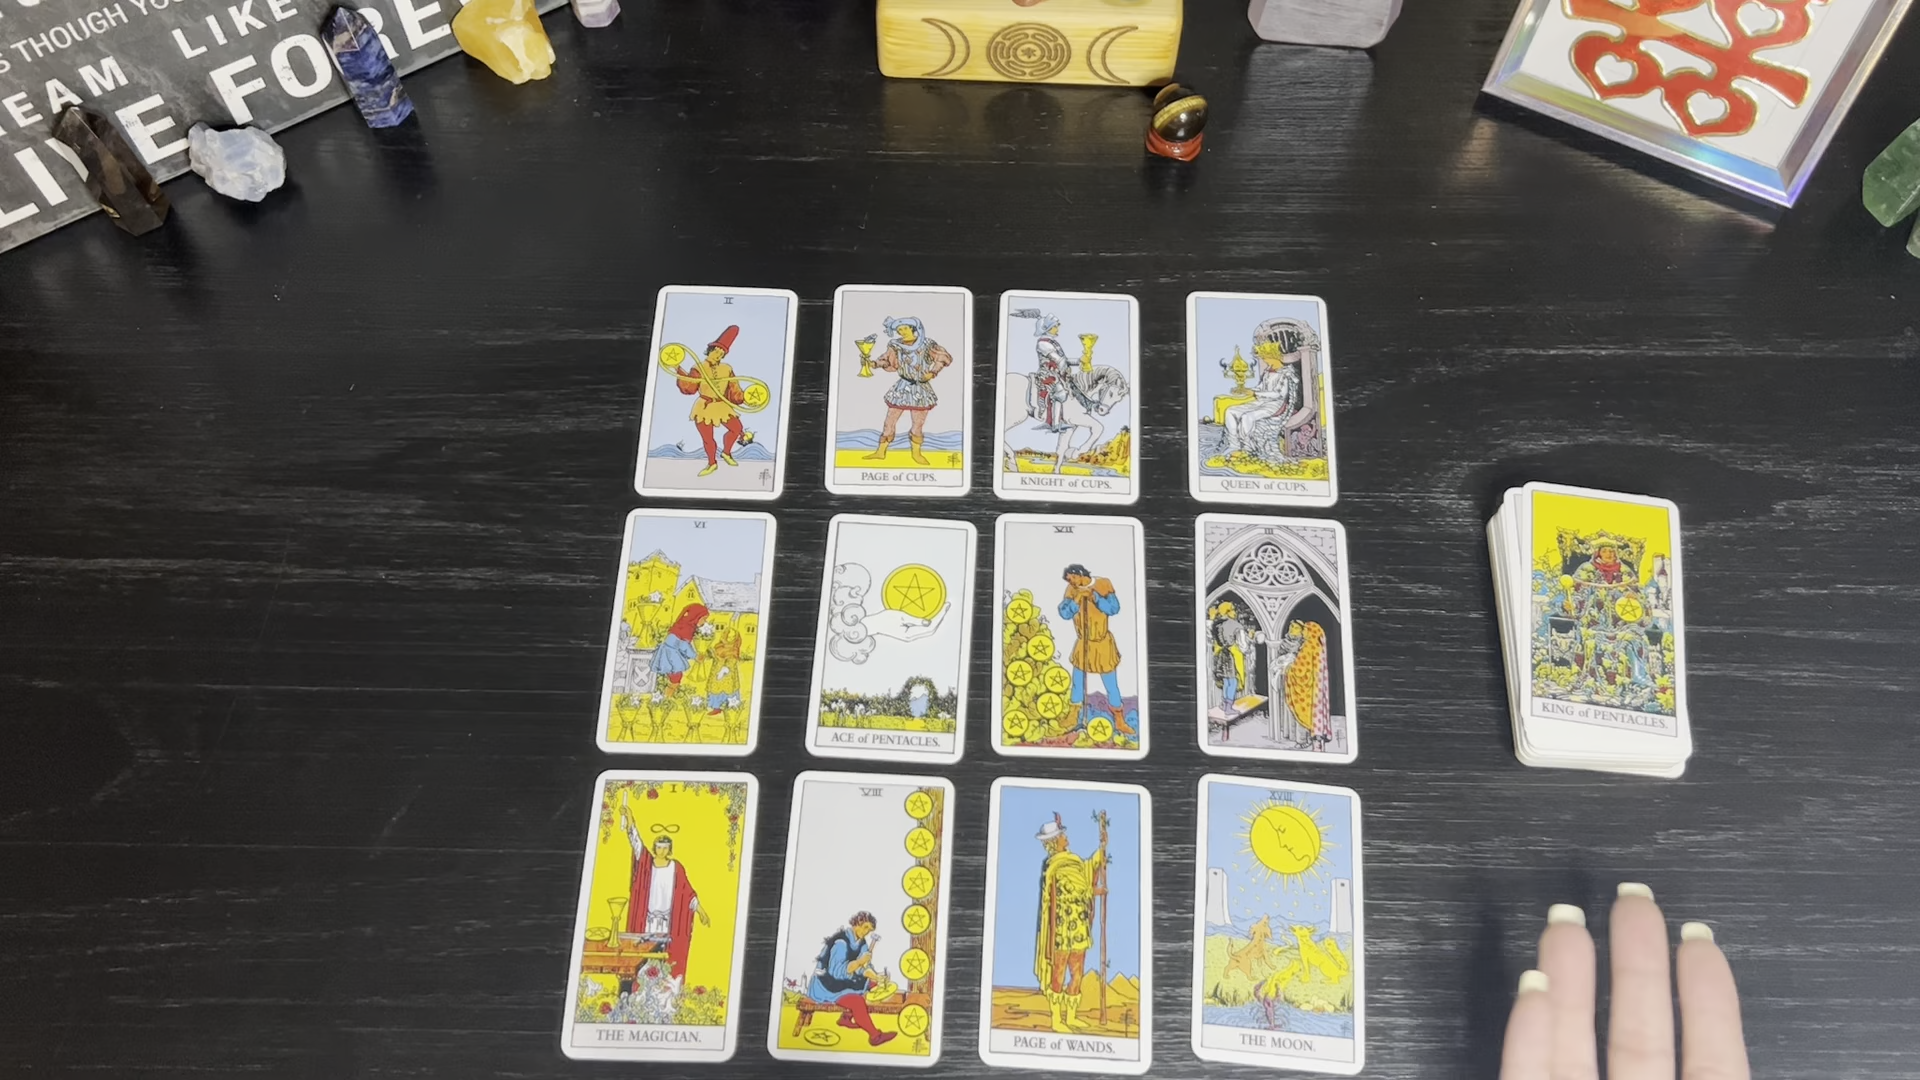 S THOUGH YOU
LIKE
EAM
FORE
LIVE
II
PAGE of CUPS.
KNIGHT of CUPS.
QUEEN of CUPS.
VI
ACE of PENTACLES.
VII
III
KING of PENTACLES.
I
THE MAGICIAN.
VIII
PAGE of WANDS.
XVIII
THE MOON.